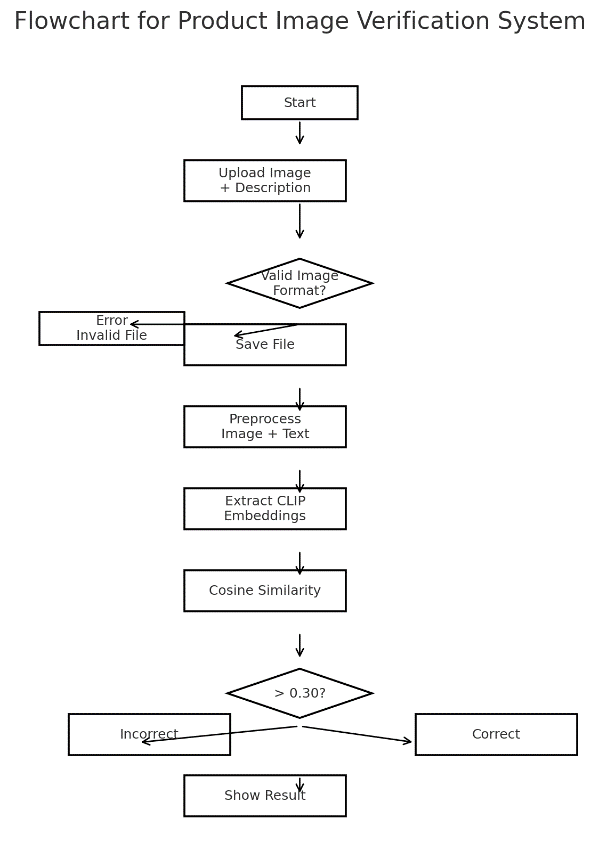 Flowchart for Product Image Verification System
Start
Upload Image
+ Description
Valid Image
Format?
Error
Invalid File
Save File
Preprocess
Image + Text
Extract CLIP
Embeddings
Cosine Similarity
> 0.30?
Incorrect
Correct
Show Result